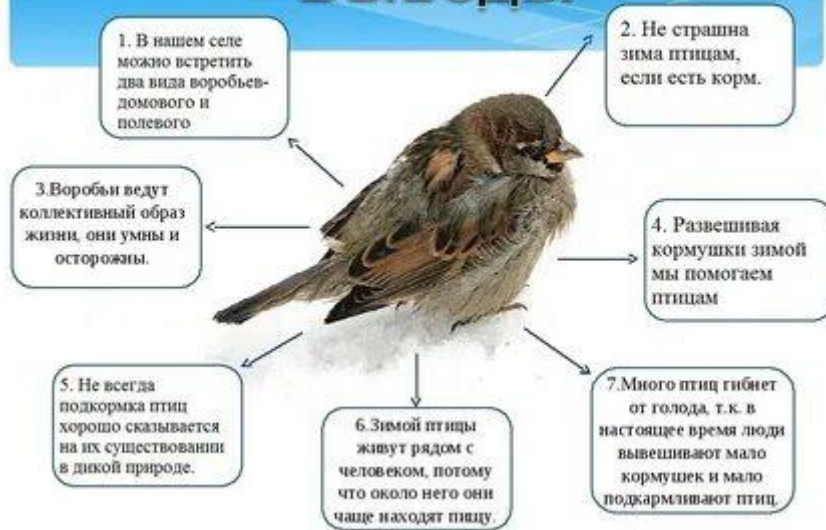 1. В нашем селе
можно встретить
два вида воробьев-
домового и
полевого
2. Не страшна
зима птицам,
если есть корм.
3.Воробьи ведут
коллективный образ
жизни, они умны и
осторожны.
4. Развешивая
кормушки зимой
мы помогаем
птицам
5. Не всегда
подкормка птиц
хорошо сказывается
на их существовании
в дикой природе.
6.Зимой птицы
живут рядом с
человеком, потому
что около него они
чаще находят пищу.
7.Много птиц гибнет
от голода, т.к. в
настоящее время люди
вывешивают мало
кормушек и мало
подкармливают птиц.